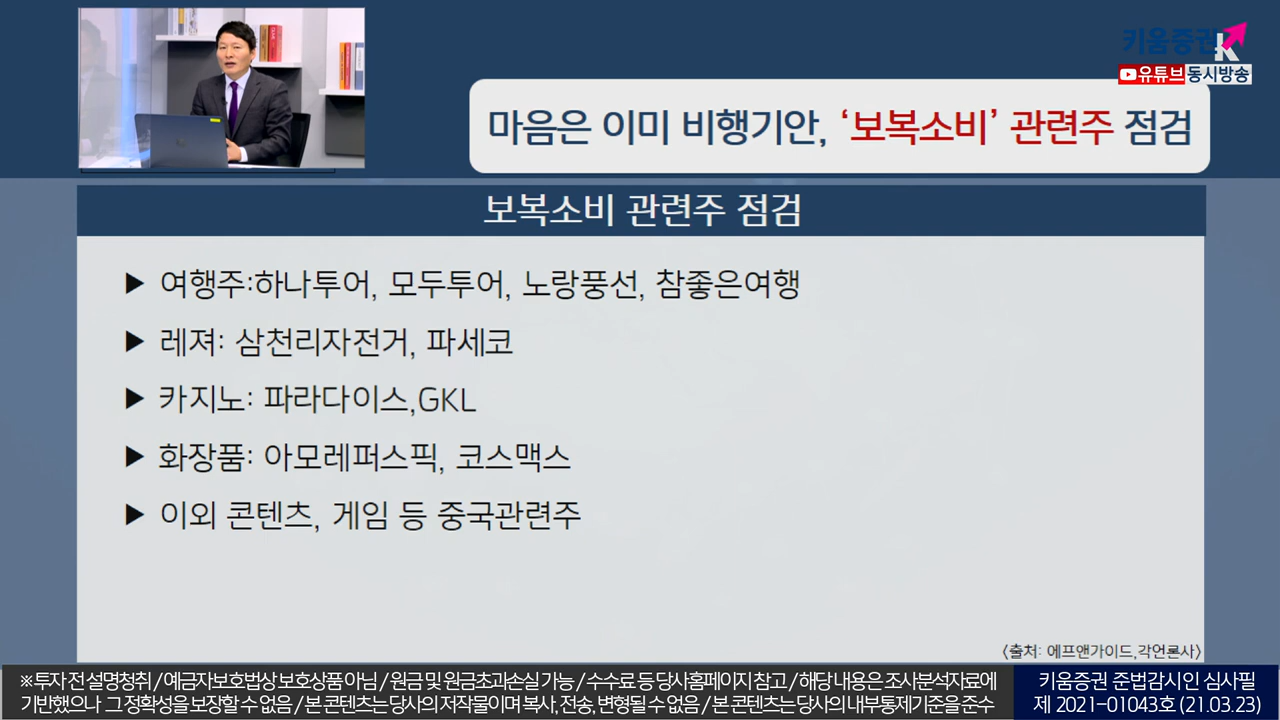 키움증권
유튜브 동시방송
마음은 이미 비행기안, ‘보복소비’ 관련주 점검
보복소비 관련주 점검
▶ 여행주:하나투어, 모두투어, 노랑풍선, 참좋은여행
▶ 레져: 삼천리자전거, 파세코
▶ 카지노: 파라다이스,GKL
▶ 화장품: 아모레퍼스픽, 코스맥스
▶ 이외 콘텐츠, 게임 등 중국관련주
<출처: 에프앤가이드,각언론사>
※ 투자 전 설명청취 / 예금자보호법상 보호상품 아님 / 원금 및 원금초과손실 가능 / 수수료 등 당사홈페이지 참고 / 해당 내용은 조사분석자료에
기반했으나 그 정확성을 보장할 수 없음 / 본 콘텐츠는 당사의 저작물이며 복사, 전송, 변형될 수 없음 / 본 콘텐츠는 당사의 내부통제기준을 준수
키움증권 준법감시인 심사필
제 2021-01043호 (21.03.23)